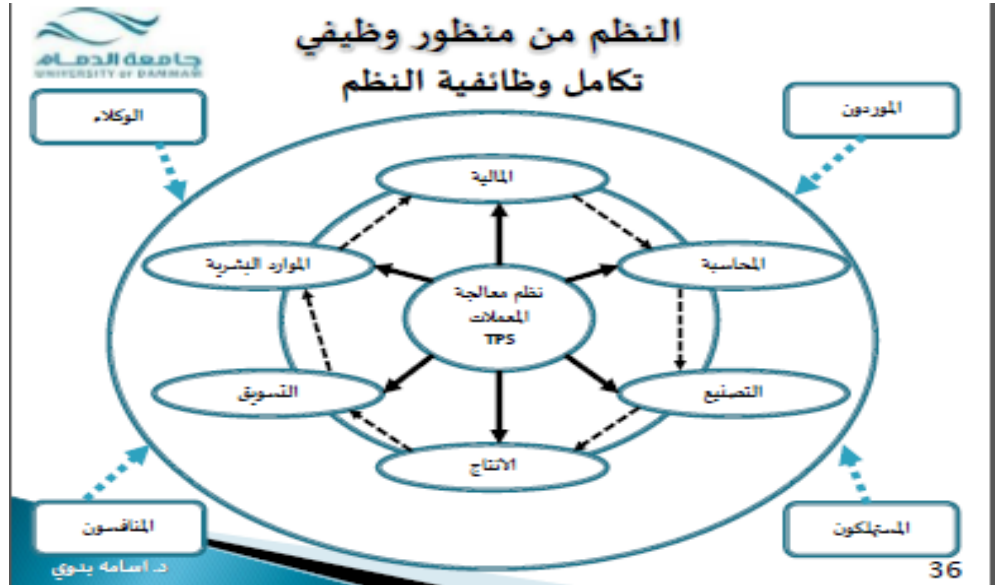 جامعة الدمام
UNIVERSITY OF DAMMAM
النظم من منظور وظيفي
تكامل وظائفية النظم
الموردون
الوكلاء
المالية
المحاسبة
الموارد البشرية
نظم معالجة
المعملات
TPS
التصنيع
التسويق
الانتاج
المستهلكون
المنافسون
د. اسامه بدوي
36